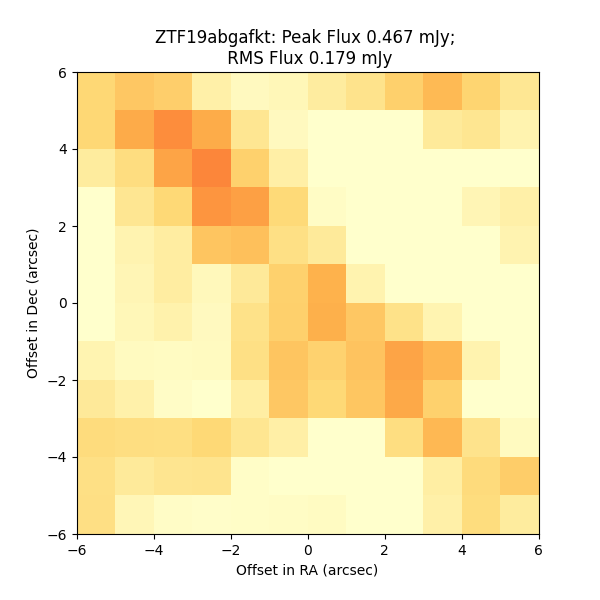 ZTF19abgafkt: Peak Flux 0.467 mJy;
RMS Flux 0.179 mJy
6
4
2
0
−2
−4
−6
Offset in Dec (arcsec)
−6 −4 −2 0 2 4 6
Offset in RA (arcsec)